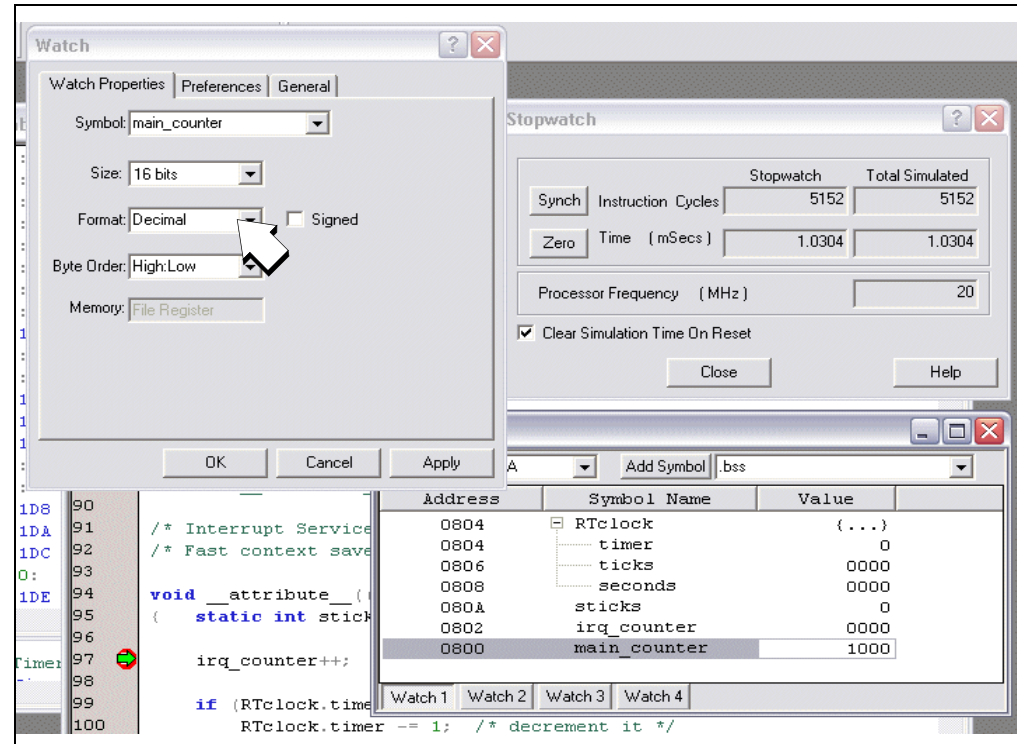 Watch
Watch Properties Preferences General
Symbol: main_counter
Size: 16 bits
Format: Decimal Signed
Byte Order: High:Low
Memory: File Register
OK Cancel Apply
Stopwatch
Stopwatch Total Simulated
Synch Instruction Cycles 5152 5152
Zero Time (mSecs) 1.0304 1.0304
Processor Frequency (MHz) 20
Clear Simulation Time On Reset
Close Help
A Add Symbol .bss
Address Symbol Name Value
0804 RTclock {...}
0804 timer 0
0806 ticks 0000
0808 seconds 0000
080A sticks 0
0802 irq_counter 0000
0800 main_counter 1000
Watch 1 Watch 2 Watch 3 Watch 4
1D8
1DA
1DC
0:
1DE
90
91 /* Interrupt Service
92 /* Fast context save
93
94 void __attribute__(
95 { static int stick
96
97 irq_counter++;
98
99 if (RTclock.time
100 RTclock.timer -= 1; /* decrement it */